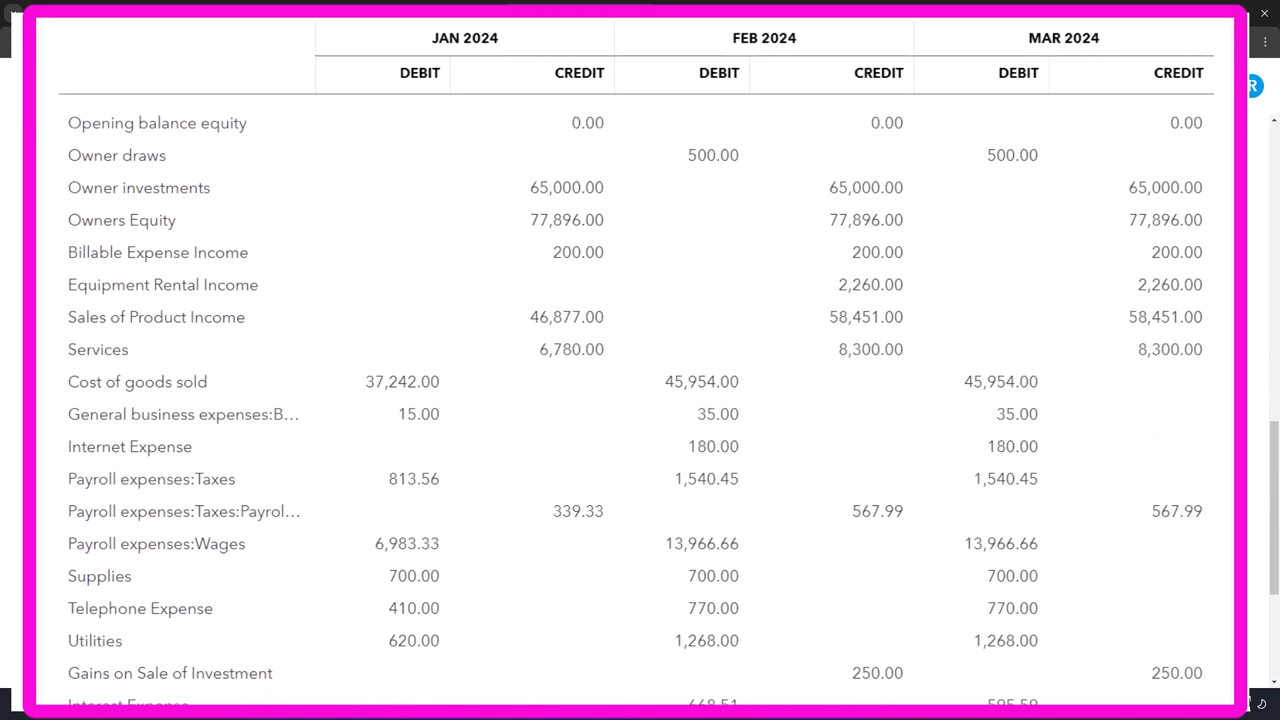 JAN 2024 FEB 2024 MAR 2024
DEBIT CREDIT DEBIT CREDIT DEBIT CREDIT
Opening balance equity 0.00 0.00 0.00
Owner draws 500.00 500.00
Owner investments 65,000.00 65,000.00 65,000.00
Owners Equity 77,896.00 77,896.00 77,896.00
Billable Expense Income 200.00 200.00 200.00
Equipment Rental Income 2,260.00 2,260.00
Sales of Product Income 46,877.00 58,451.00 58,451.00
Services 6,780.00 8,300.00 8,300.00
Cost of goods sold 37,242.00 45,954.00 45,954.00
General business expenses:B... 15.00 35.00 35.00
Internet Expense 180.00 180.00
Payroll expenses:Taxes 813.56 1,540.45 1,540.45
Payroll expenses:Taxes:Payrol... 339.33 567.99 567.99
Payroll expenses:Wages 6,983.33 13,966.66 13,966.66
Supplies 700.00 700.00 700.00
Telephone Expense 410.00 770.00 770.00
Utilities 620.00 1,268.00 1,268.00
Gains on Sale of Investment 250.00 250.00
Interest Expense